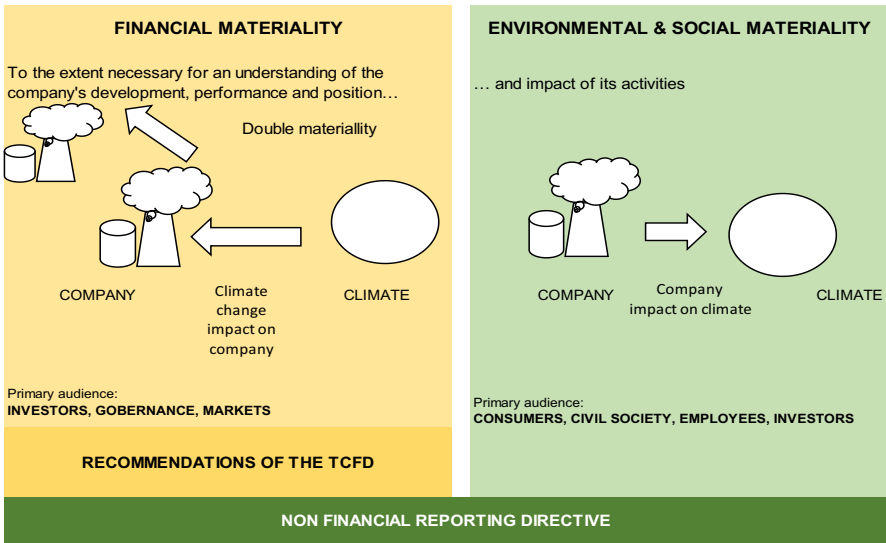 FINANCIAL MATERIALITY
To the extent necessary for an understanding of the
company's development, performance and position…
Double materiallity
COMPANY
Climate
change
impact on
company
CLIMATE
Primary audience:
INVESTORS, GOBERNANCE, MARKETS
RECOMMENDATIONS OF THE TCFD
ENVIRONMENTAL & SOCIAL MATERIALITY
… and impact of its activities
COMPANY
Company
impact on climate
CLIMATE
Primary audience:
CONSUMERS, CIVIL SOCIETY, EMPLOYEES, INVESTORS
NON FINANCIAL REPORTING DIRECTIVE